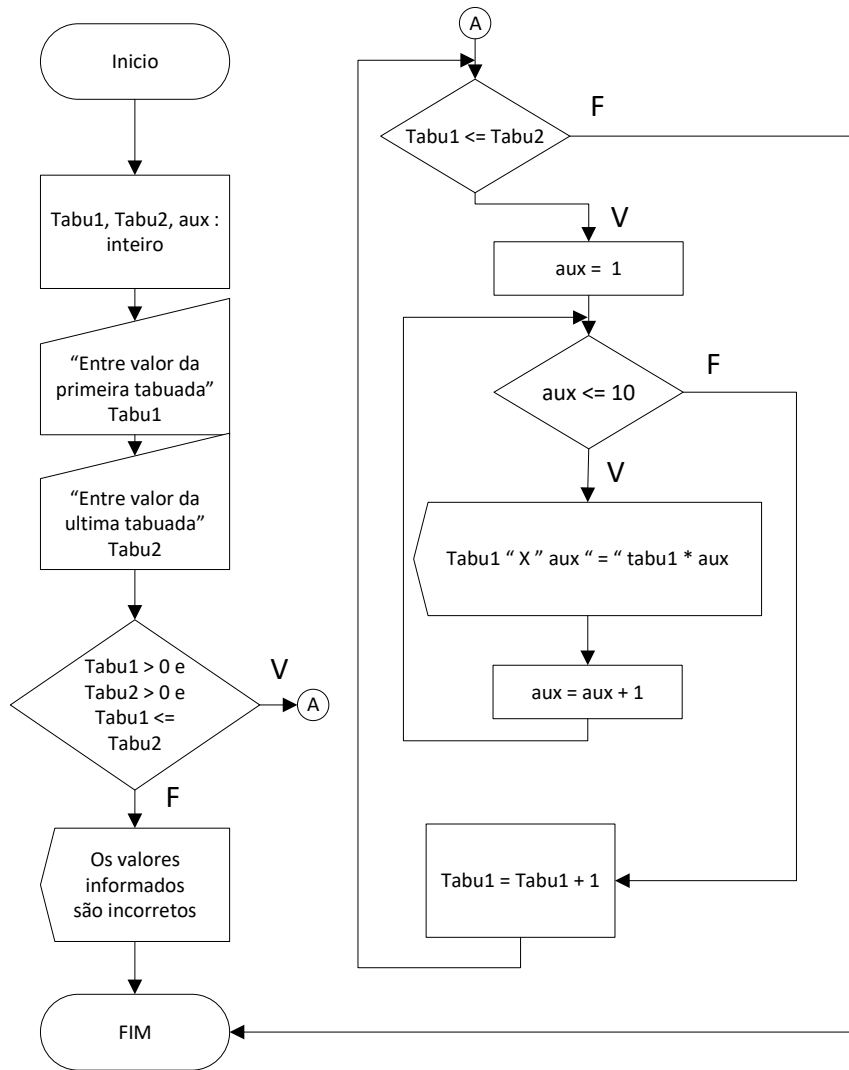 Inicio
Tabu1, Tabu2, aux :
inteiro
“Entre valor da
primeira tabuada”
Tabu1
“Entre valor da
ultima tabuada”
Tabu2
Tabu1 > 0 e
Tabu2 > 0 e
Tabu1 <=
Tabu2
V
A
F
Os valores
informados
são incorretos
FIM
A
Tabu1 <= Tabu2
F
V
aux = 1
aux <= 10
F
V
Tabu1 “ X ” aux “ = “ tabu1 * aux
aux = aux + 1
Tabu1 = Tabu1 + 1